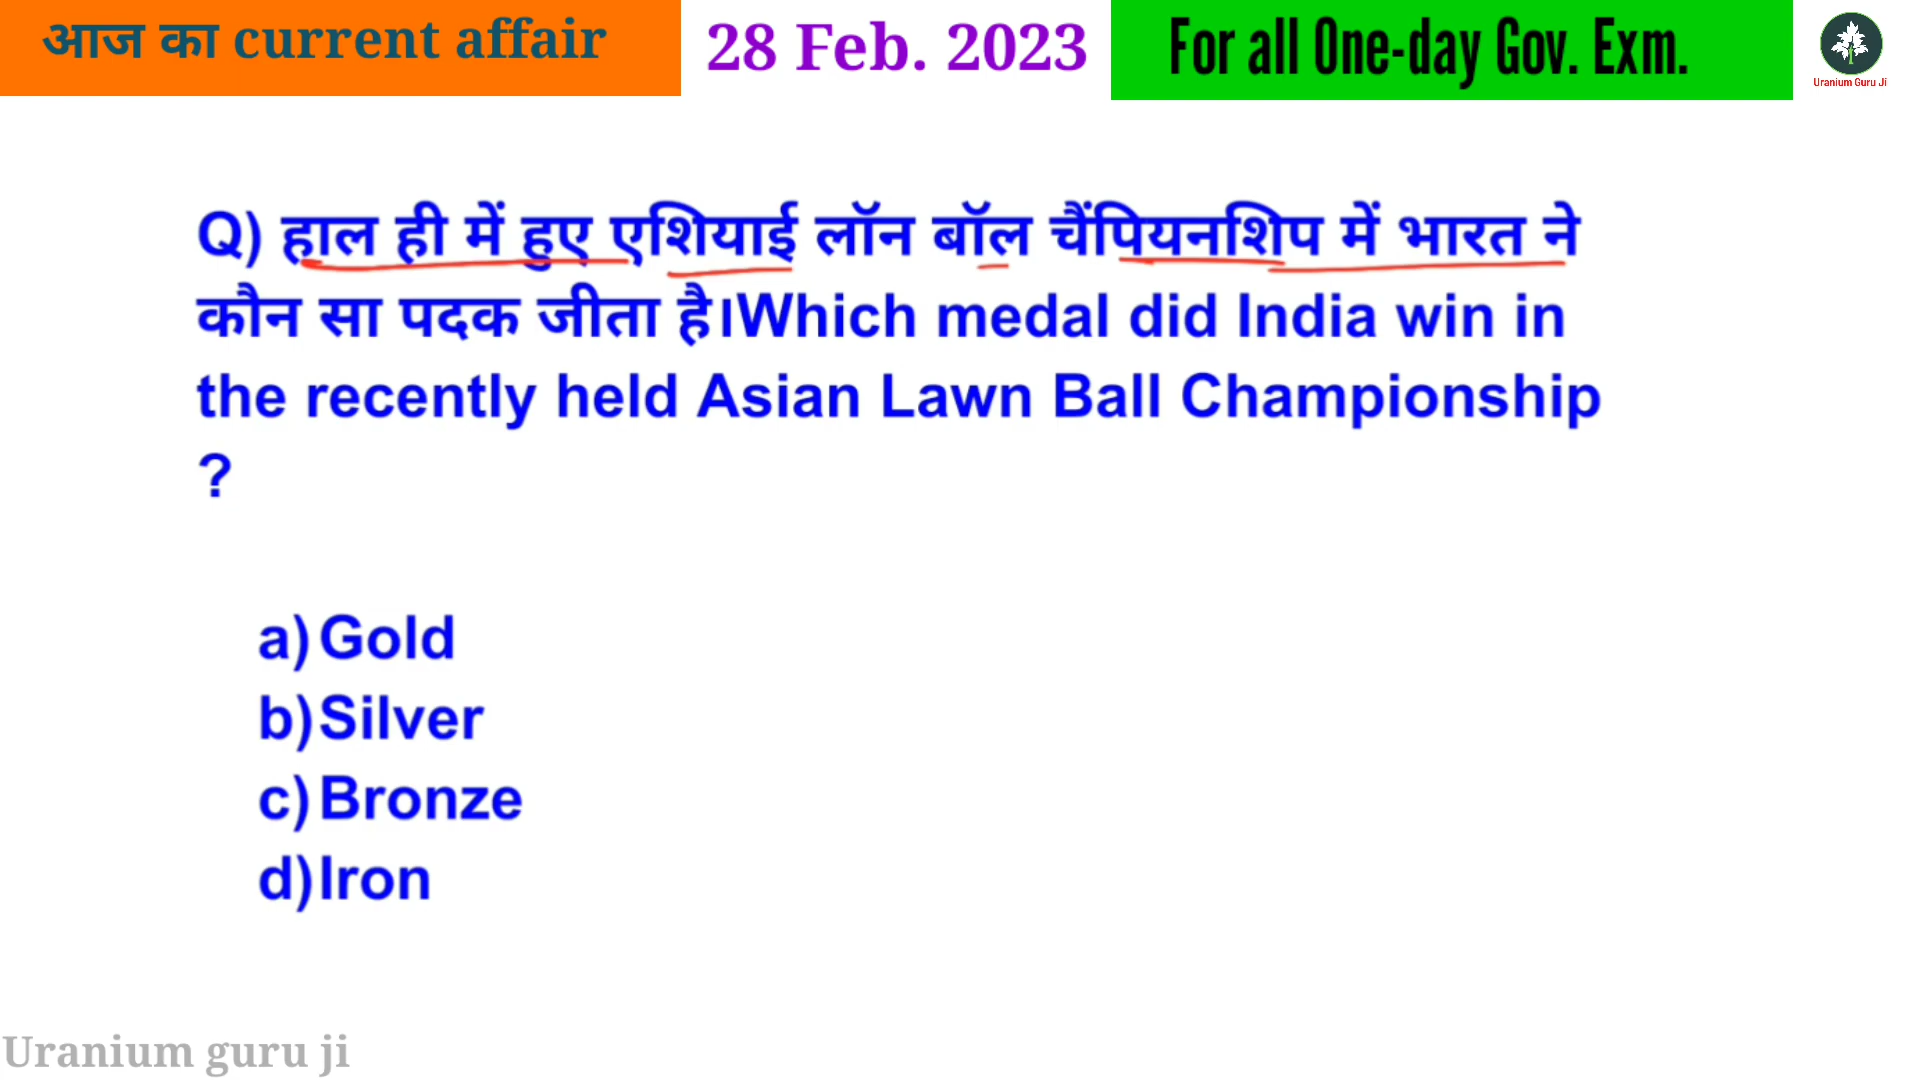 आज का current affair
28 Feb. 2023
For all One-day Gov. Exm.
Uranium Guru Ji
Q) हाल ही में हुए एशियाई लॉन बॉल चैंपियनशिप में भारत ने
कौन सा पदक जीता है।Which medal did India win in
the recently held Asian Lawn Ball Championship
?
a) Gold
b) Silver
c) Bronze
d) Iron
Uranium guru ji